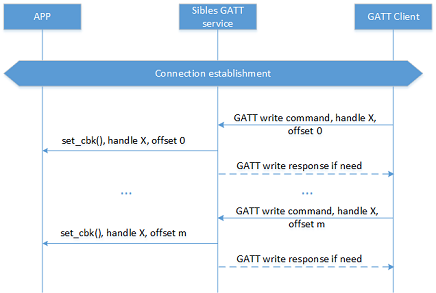 APP
Sibles GATT
service
GATT Client
Connection establishment
GATT write command, handle X,
offset 0
set_cbk(), handle X, offset 0
GATT write response if need
...
...
GATT write command, handle X,
offset m
set_cbk(), handle X, offset m
GATT write response if need